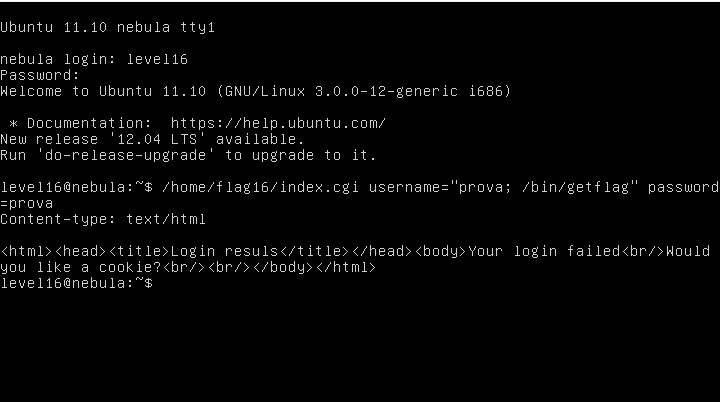 Ubuntu 11.10 nebula tty1
nebula login: level16
Password:
Welcome to Ubuntu 11.10 (GNU/Linux 3.0.0-12-generic i686)
 * Documentation:  https://help.ubuntu.com/
New release '12.04 LTS' available.
Run 'do-release-upgrade' to upgrade to it.
level16@nebula:~$ /home/flag16/index.cgi username="prova; /bin/getflag" password
=prova
Content-type: text/html
<html><head><title>Login resuls</title></head><body>Your login failed<br/>Would
you like a cookie?<br/><br/></body></html>
level16@nebula:~$